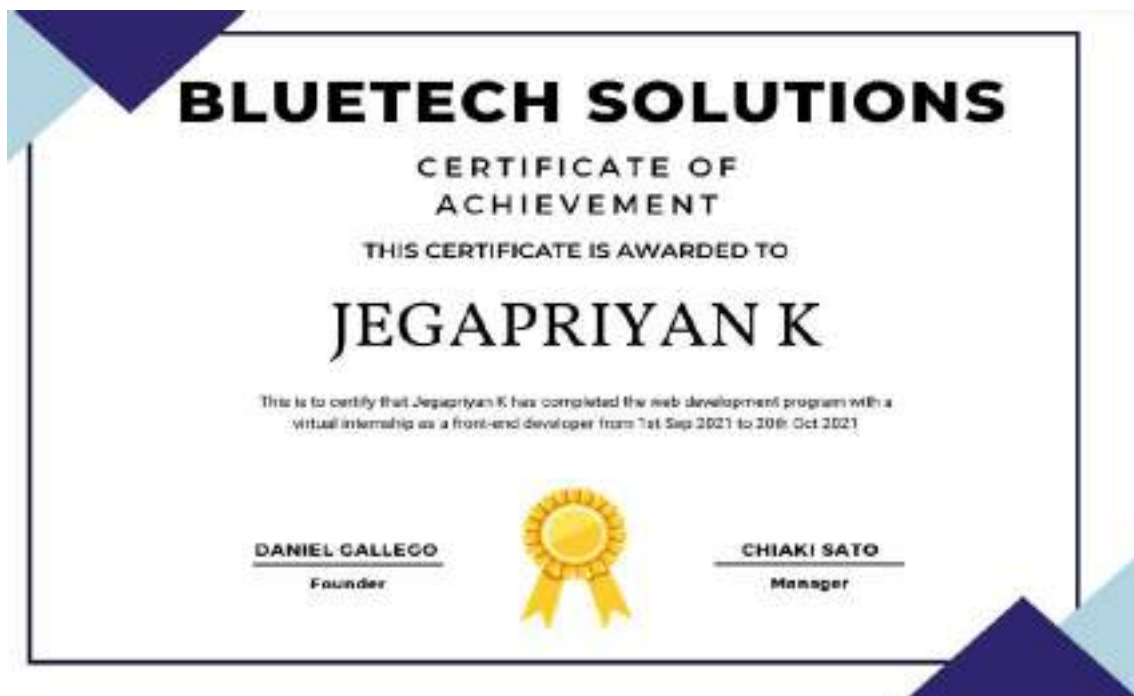 BLUETECH SOLUTIONS
CERTIFICATE OF
ACHIEVEMENT
THIS CERTIFICATE IS AWARDED TO
JEGAPRIYAN K
This is to certify that Jegapriyan K has completed the web development program with a
virtual internship as a front-end developer from 1st Sep 2021 to Oct 2021
DANIEL GALLEGO
CHIAKI SATO
Founder
Manager